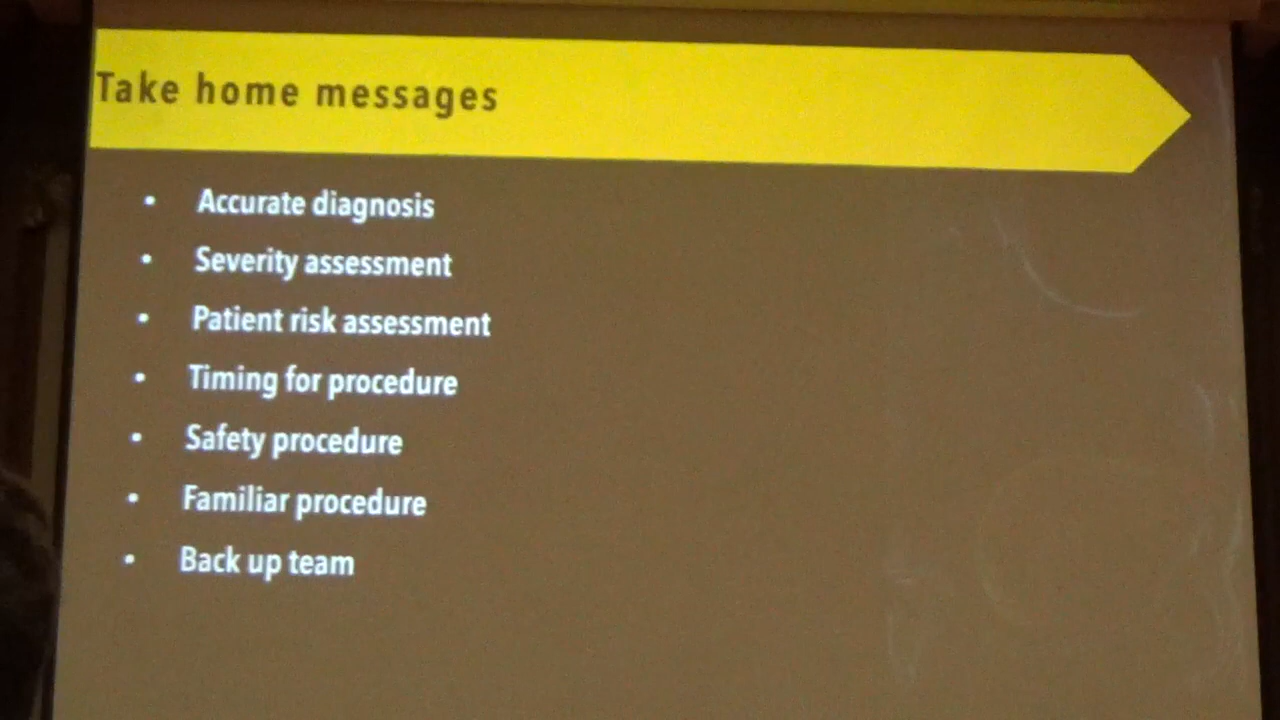 Take home messages
• Accurate diagnosis
• Severity assessment
• Patient risk assessment
• Timing for procedure
• Safety procedure
• Familiar procedure
• Back up team